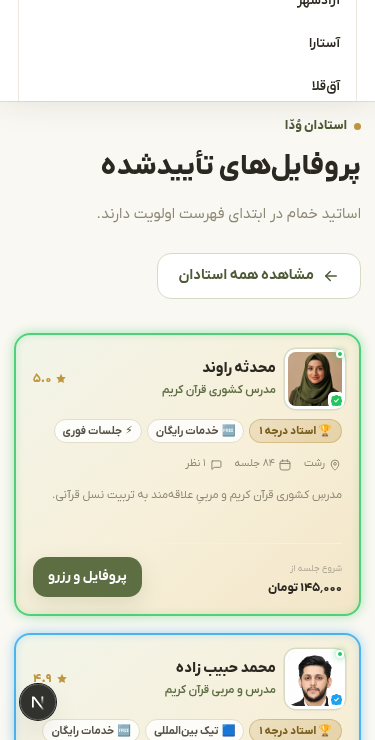 آزادشهر
آستارا
آق‌قلا
استادان وُدّا
پروفایل‌های تأییدشده
اساتید خمام در ابتدای فهرست اولویت دارند.
مشاهده همه استادان ←
محدثه راوند
۵.۰ ★
مدرس کشوری قرآن کریم
🏆 استاد درجه ۱ 🆓 خدمات رایگان ⚡ جلسات فوری
رشت ۸۴ جلسه ۱ نظر
مدرس کشوری قرآن کریم و مربیِ علاقه‌مند به تربیت نسل قرآنی.
شروع جلسه از
۱۴۵٬۰۰۰ تومان
پروفایل و رزرو
محمد حبیب زاده
۴.۹ ★
مدرس و مربی قرآن کریم
N
🏆 استاد درجه ۱ 🟦 تیک بین‌المللی 🆓 خدمات رایگان